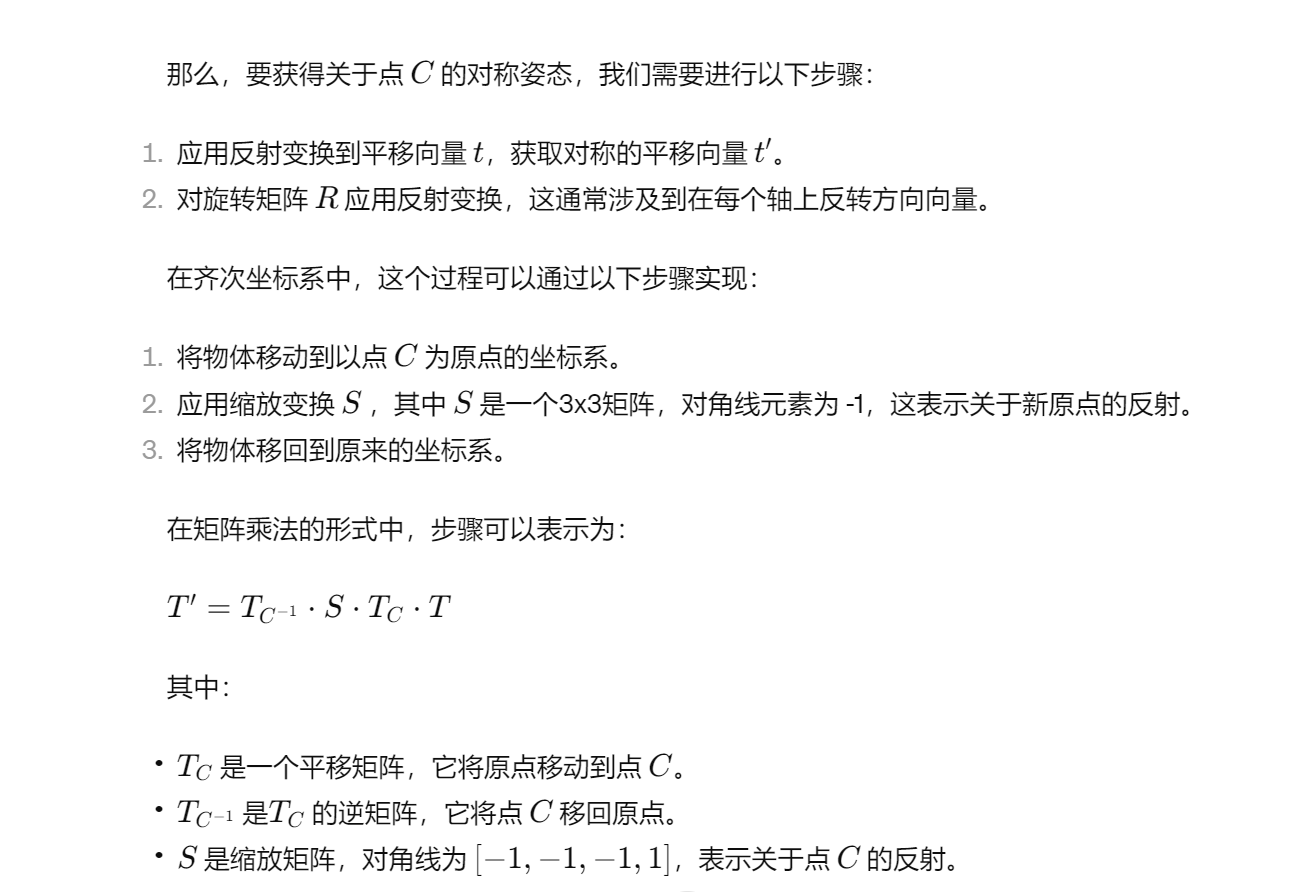 那么，要获得关于点 C 的对称姿态，我们需要进行以下步骤：
1. 应用反射变换到平移向量 t，获取对称的平移向量 t′。
2. 对旋转矩阵 R 应用反射变换，这通常涉及到在每个轴上反转方向向量。
在齐次坐标系中，这个过程可以通过以下步骤实现：
1. 将物体移动到以点 C 为原点的坐标系。
2. 应用缩放变换 S ，其中 S 是一个3x3矩阵，对角线元素为 -1，这表示关于新原点的反射。
3. 将物体移回到原来的坐标系。
在矩阵乘法的形式中，步骤可以表示为：
T′ = T_{C^{-1}} · S · T_C · T
其中：
• T_C 是一个平移矩阵，它将原点移动到点 C。
• T_{C^{-1}} 是T_C 的逆矩阵，它将点 C 移回原点。
• S 是缩放矩阵，对角线为 [−1, −1, −1, 1]，表示关于点 C 的反射。